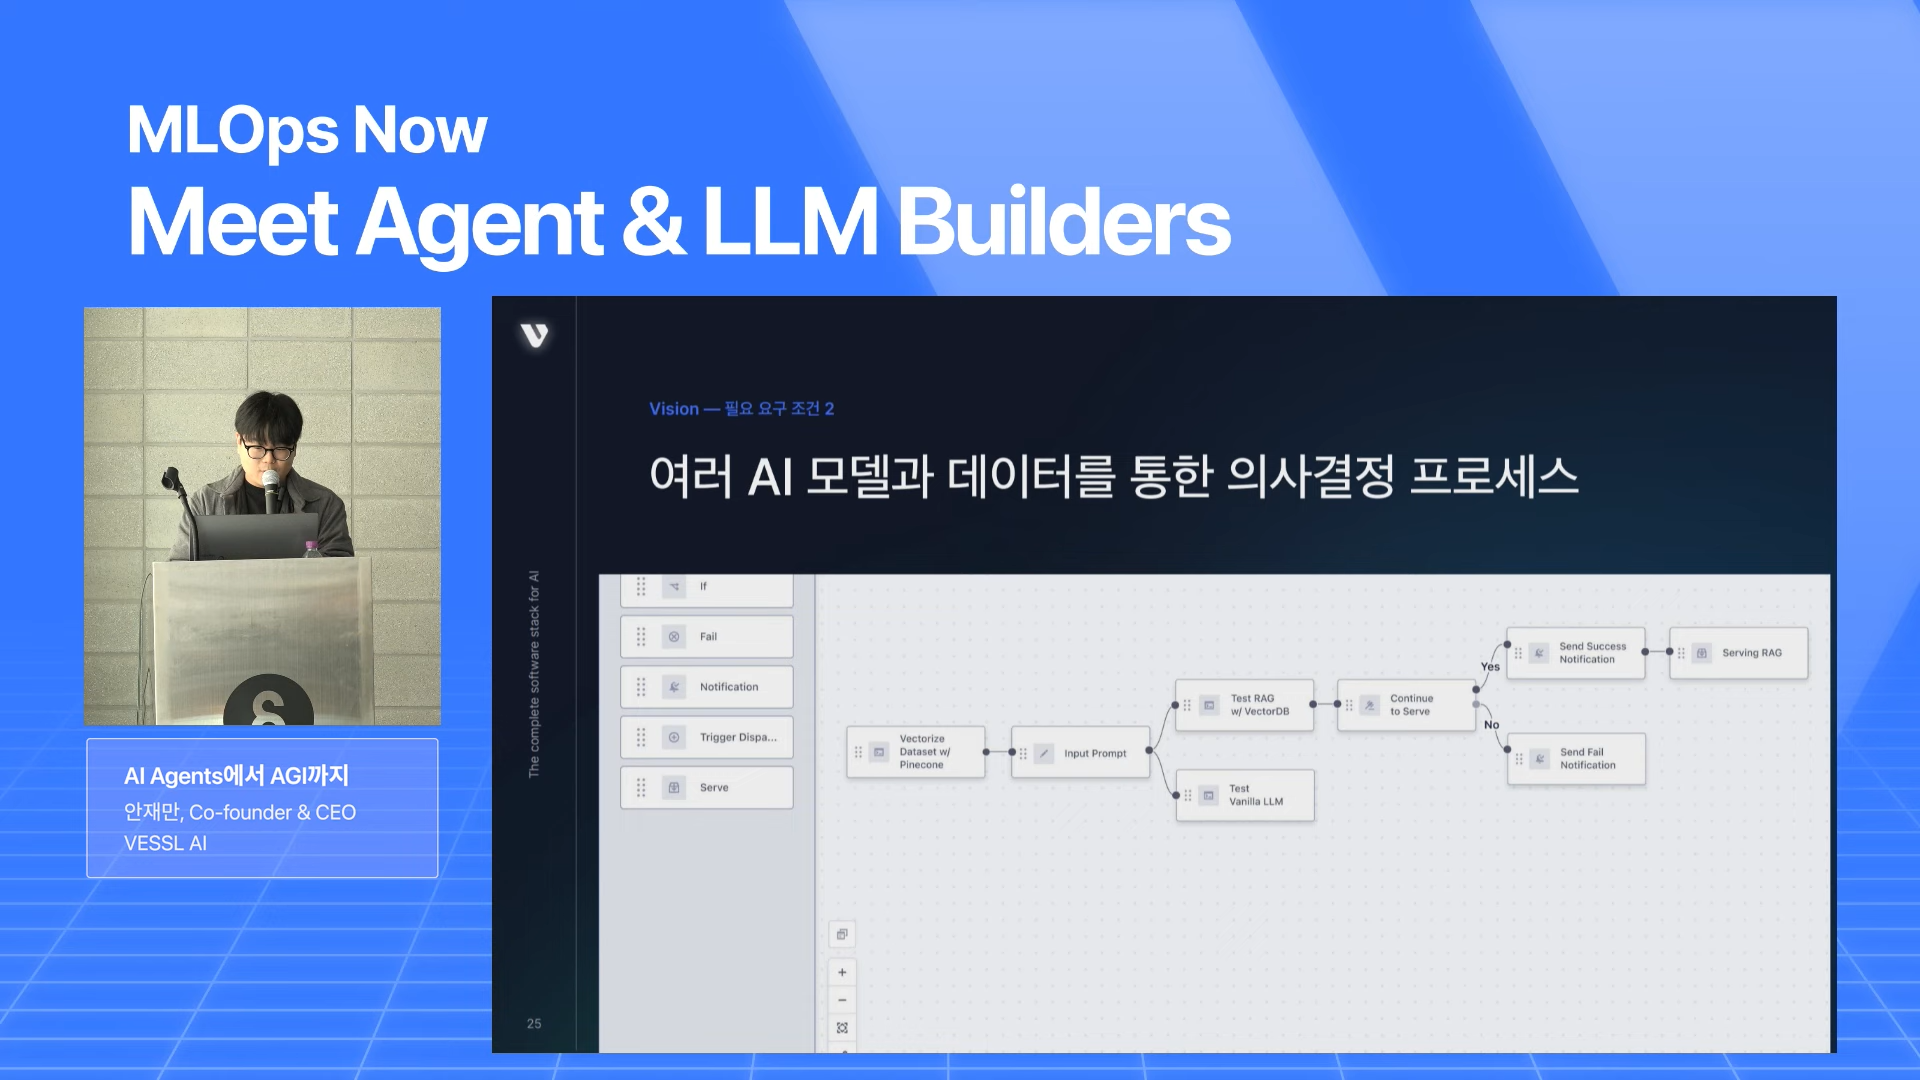 MLOps Now
Meet Agent & LLM Builders
Vision — 필요 요구 조건 2
여러 AI 모델과 데이터를 통한 의사결정 프로세스
The complete software stack for AI
25
If
Fail
Notification
Trigger Dispa...
Serve
Vectorize
Dataset w/
Pinecone
Input Prompt
Test RAG
w/ VectorDB
Test
Vanilla LLM
Continue
to Serve
Yes
No
Send Success
Notification
Serving RAG
Send Fail
Notification
AI Agents에서 AGI까지
안재만, Co-founder & CEO
VESSL AI